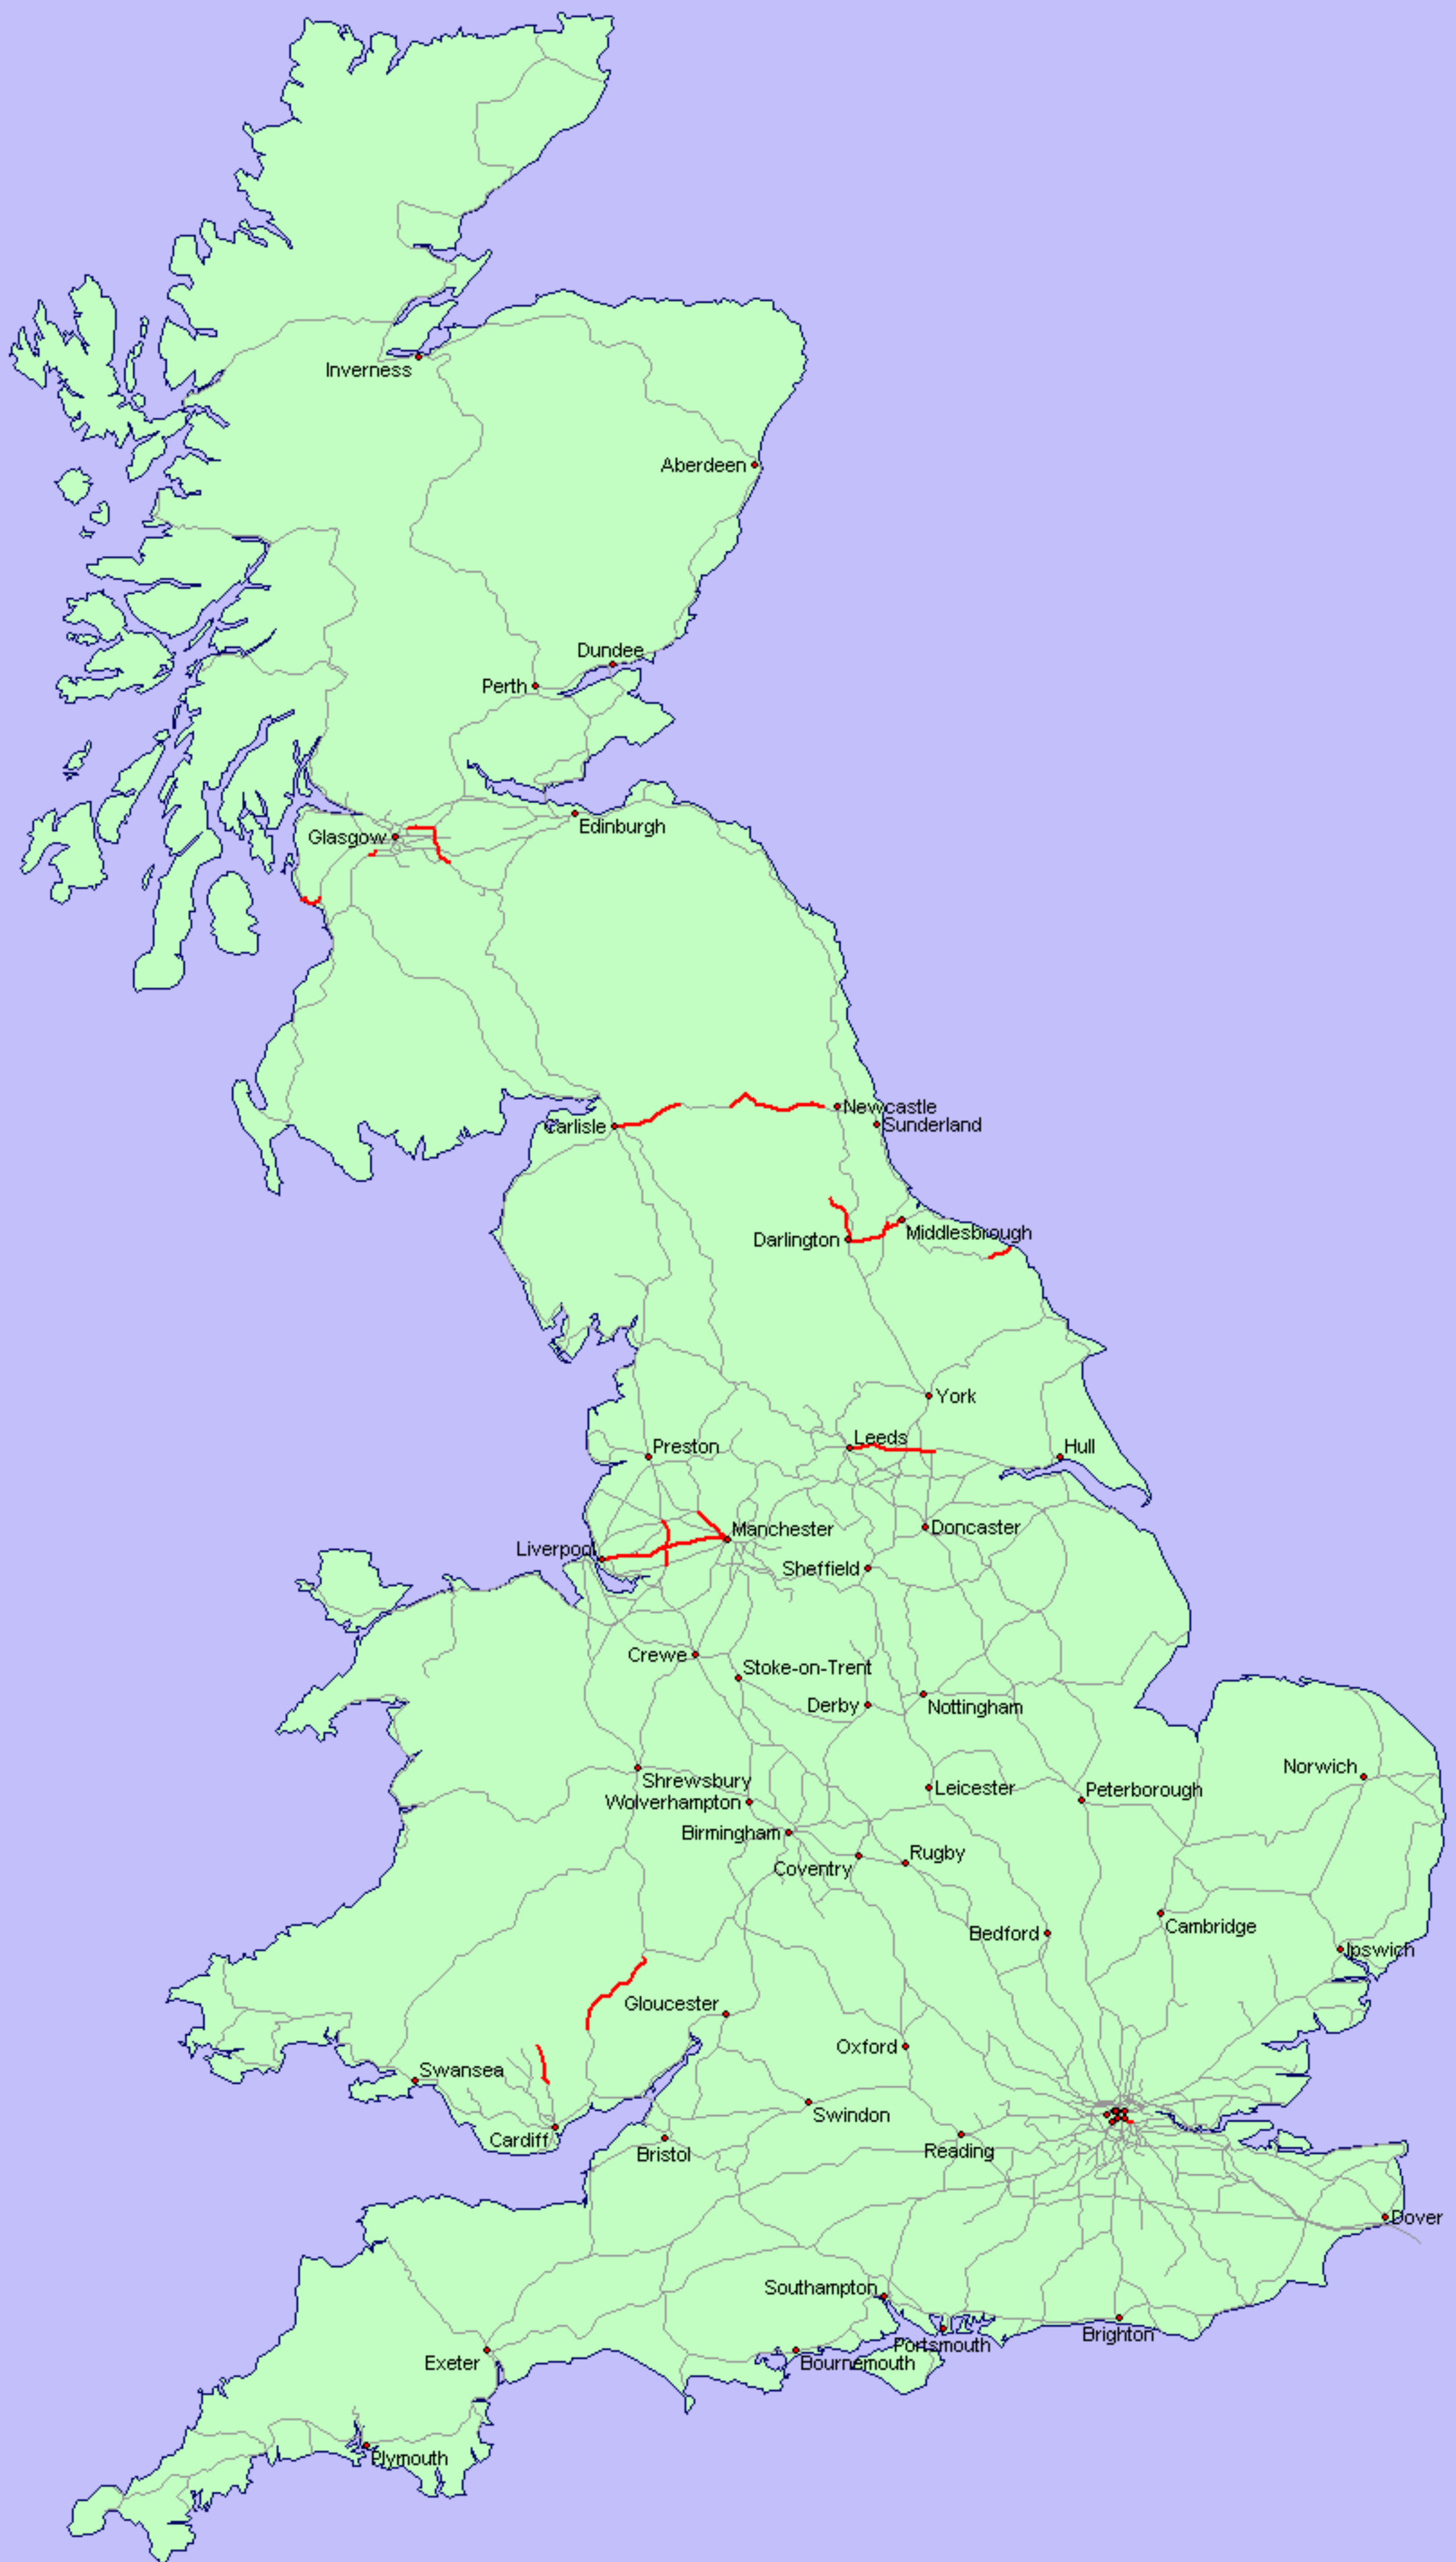 Inverness
Aberdeen
Dundee
Perth
Edinburgh
Glasgow
Newcastle
Carlisle
Sunderland
Middlesbrough
Darlington
York
Leeds
Preston
Hull
Manchester
Doncaster
Liverpool
Sheffield
Crewe
Stoke-on-Trent
Derby
Nottingham
Norwich
Shrewsbury
Leicester
Peterborough
Wolverhampton
Birmingham
Rugby
Coventry
Cambridge
Bedford
Ipswich
Gloucester
Oxford
Swansea
Swindon
Cardiff
Reading
Bristol
Dover
Southampton
Brighton
Portsmouth
Exeter
Bournemouth
Plymouth